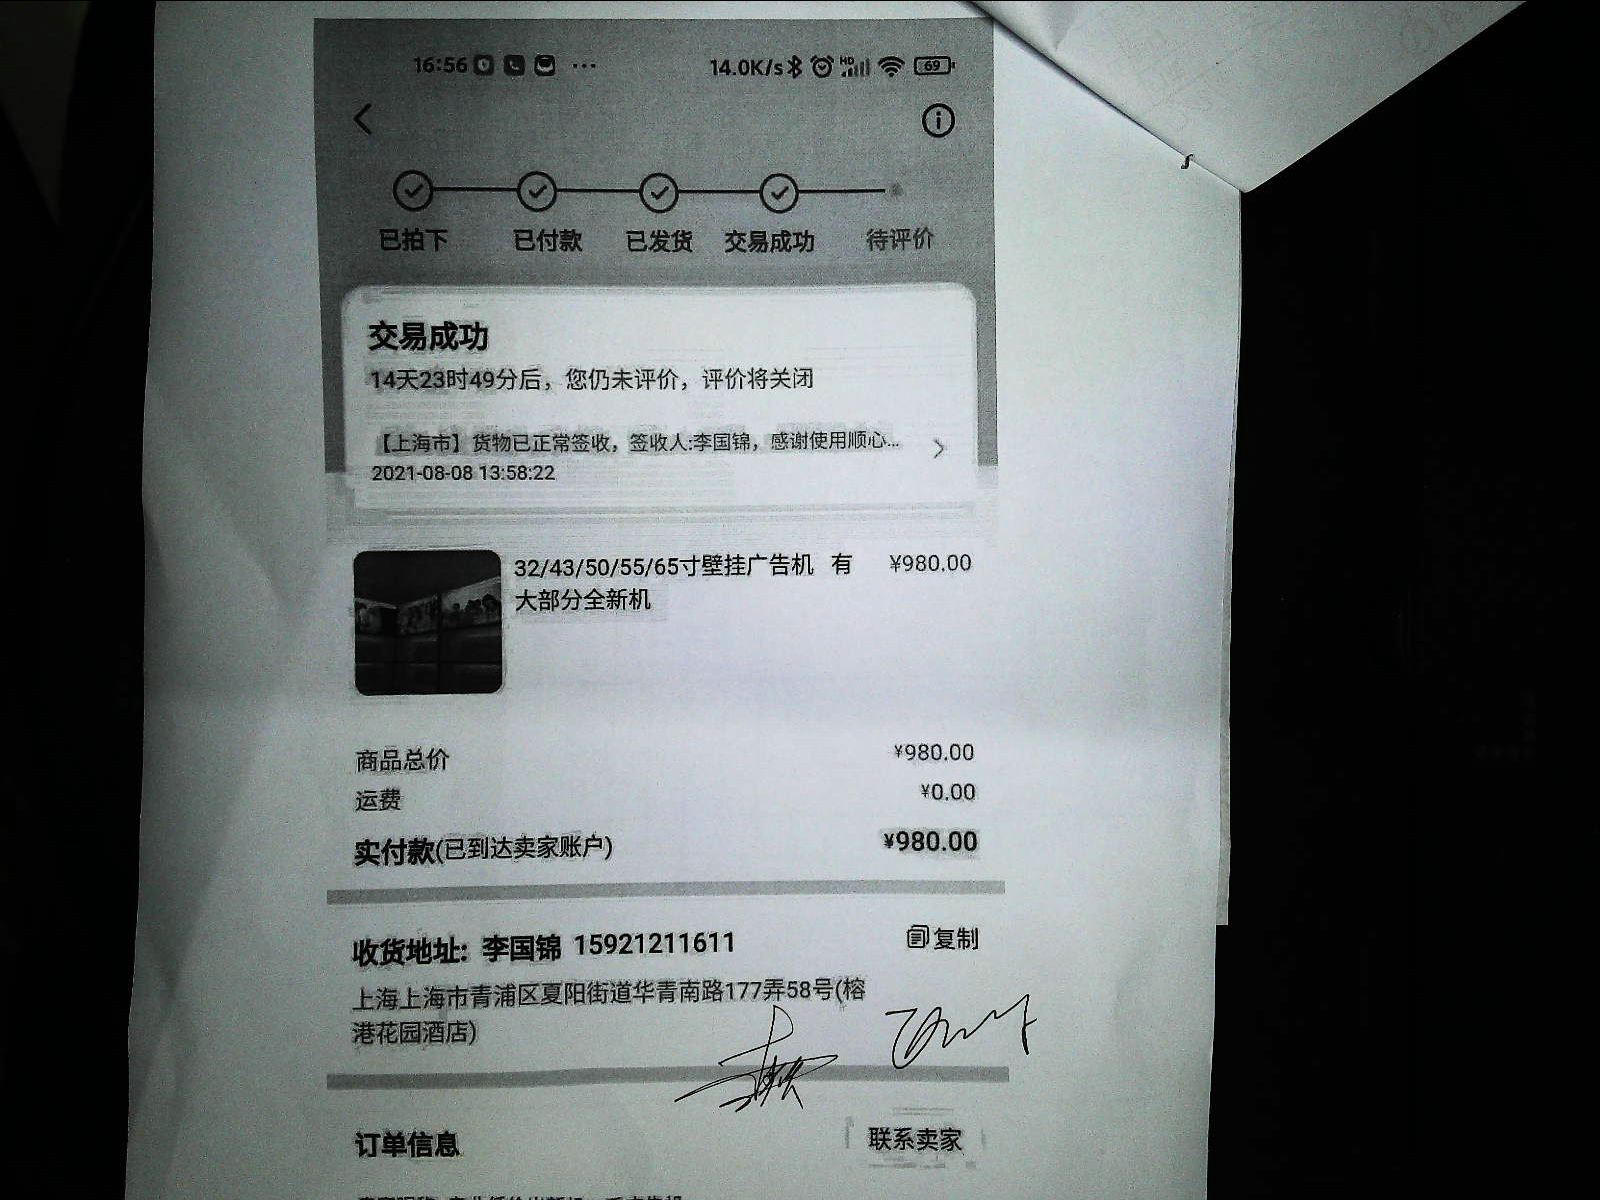 16:56 ··· 14.0K/s HD 69
已拍下 已付款 已发货 交易成功 待评价
交易成功
14天23时49分后，您仍未评价，评价将关闭
【上海市】货物已正常签收，签收人:李国锦，感谢使用顺心...
2021-08-08 13:58:22
32/43/50/55/65寸壁挂广告机 有 ¥980.00
大部分全新机
商品总价 ¥980.00
运费 ¥0.00
实付款(已到达卖家账户) ¥980.00
收货地址: 李国锦 15921211611 复制
上海上海市青浦区夏阳街道华青南路177弄58号(榕
港花园酒店)
订单信息 联系卖家